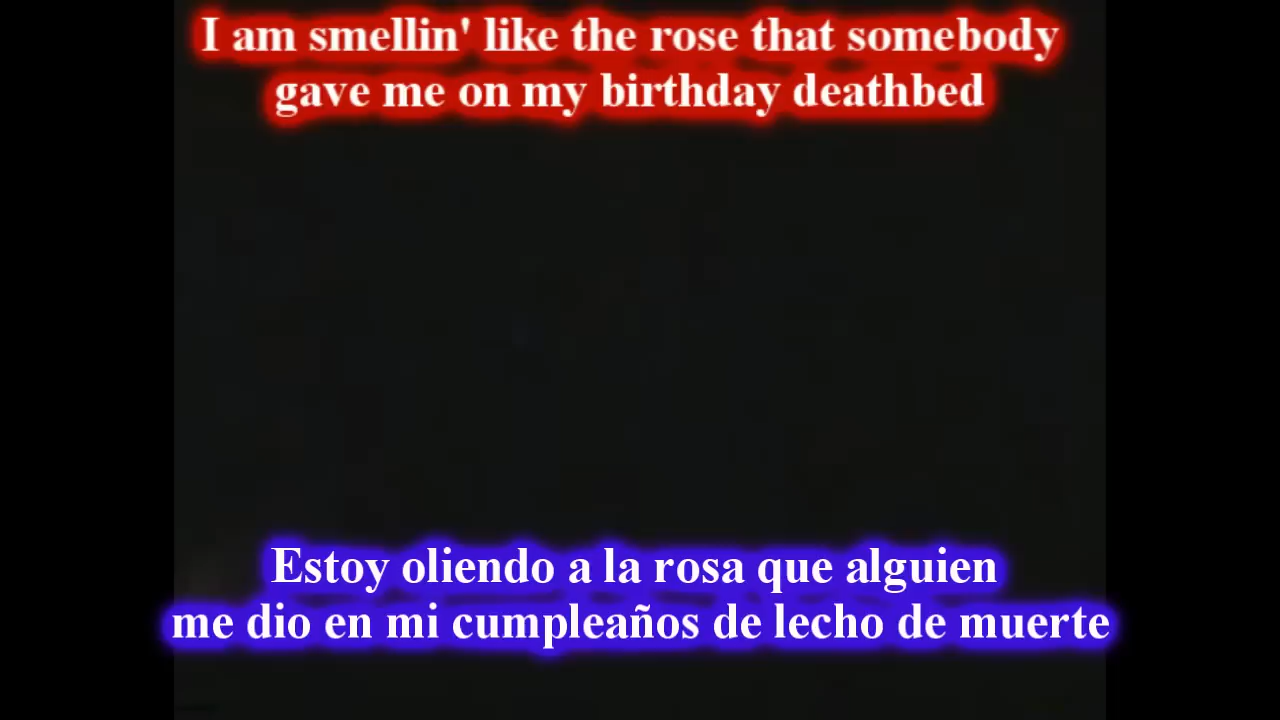 I am smellin' like the rose that somebody
gave me on my birthday deathbed
Estoy oliendo a la rosa que alguien
me dio en mi cumpleaños de lecho de muerte